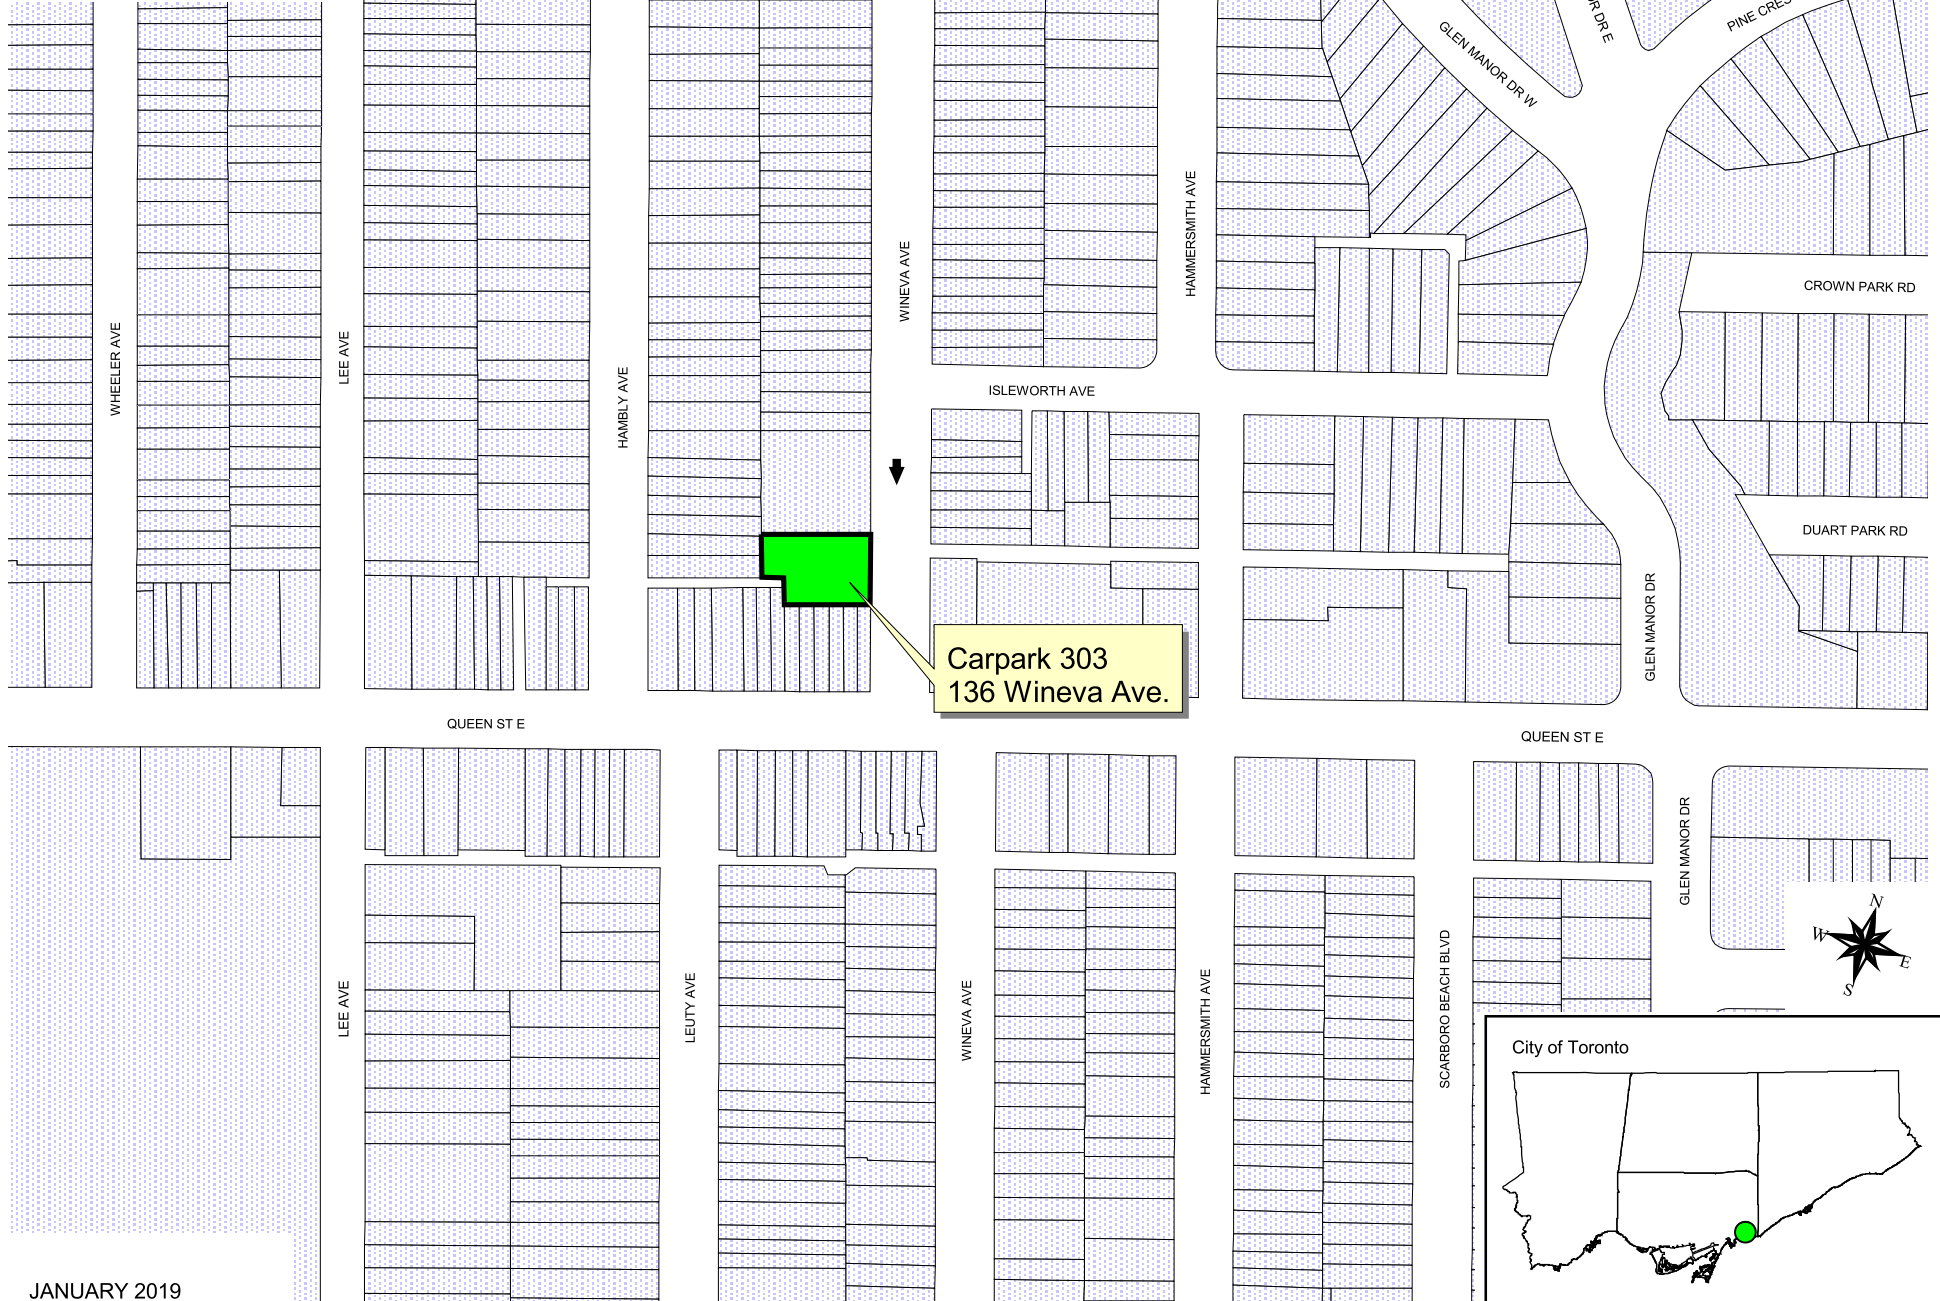 OR DR E
PINE CRES
GLEN MANOR DR W
HAMMERSMITH AVE
WINEVA AVE
CROWN PARK RD
WHEELER AVE
LEE AVE
HAMBLY AVE
ISLEWORTH AVE
DUART PARK RD
GLEN MANOR DR
Carpark 303
136 Wineva Ave.
QUEEN ST E
QUEEN ST E
GLEN MANOR DR
N
W
E
S
LEE AVE
LEUTY AVE
WINEVA AVE
HAMMERSMITH AVE
SCARBORO BEACH BLVD
City of Toronto
JANUARY 2019